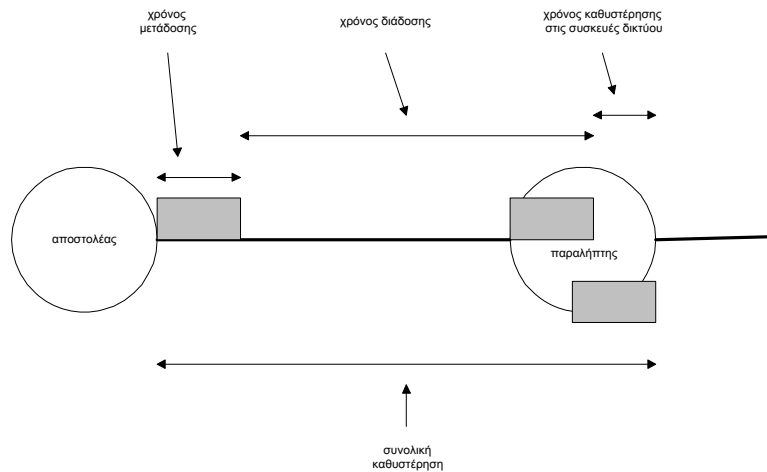 χρόνος
μετάδοσης
χρόνος διάδοσης
χρόνος καθυστέρησης
στις συσκευές δικτύου
αποστολέας
παραλήπτης
συνολική
καθυστέρηση